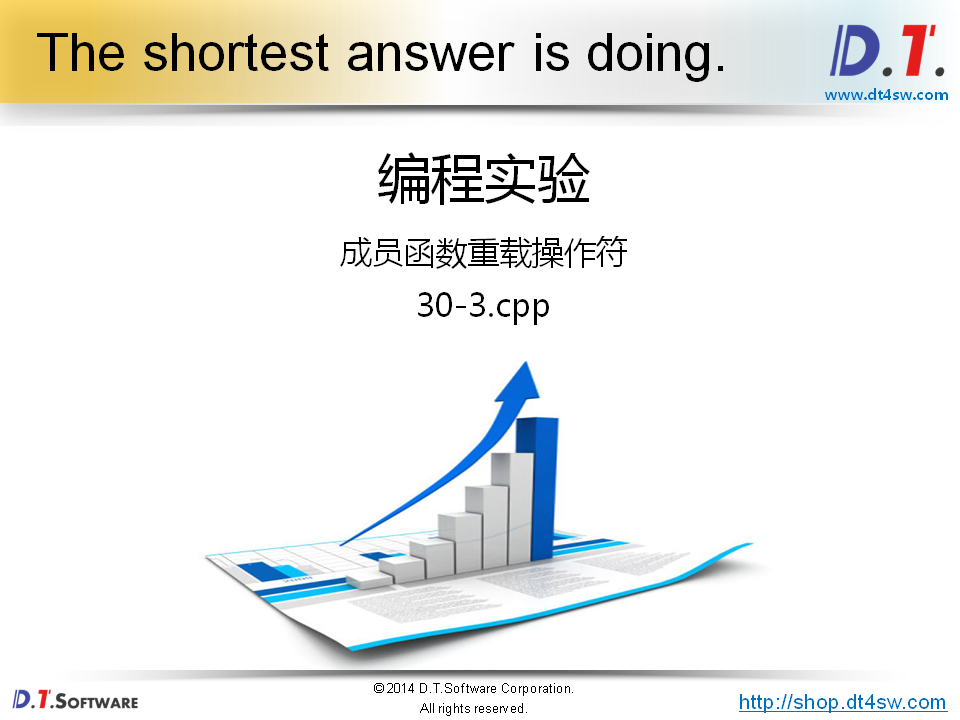 The shortest answer is doing.
D.T.
www.dt4sw.com
编程实验
成员函数重载操作符
30-3.cpp
2009
D.T.SOFTWARE
©2014 D.T.Software Corporation.
All rights reserved.
http://shop.dt4sw.com